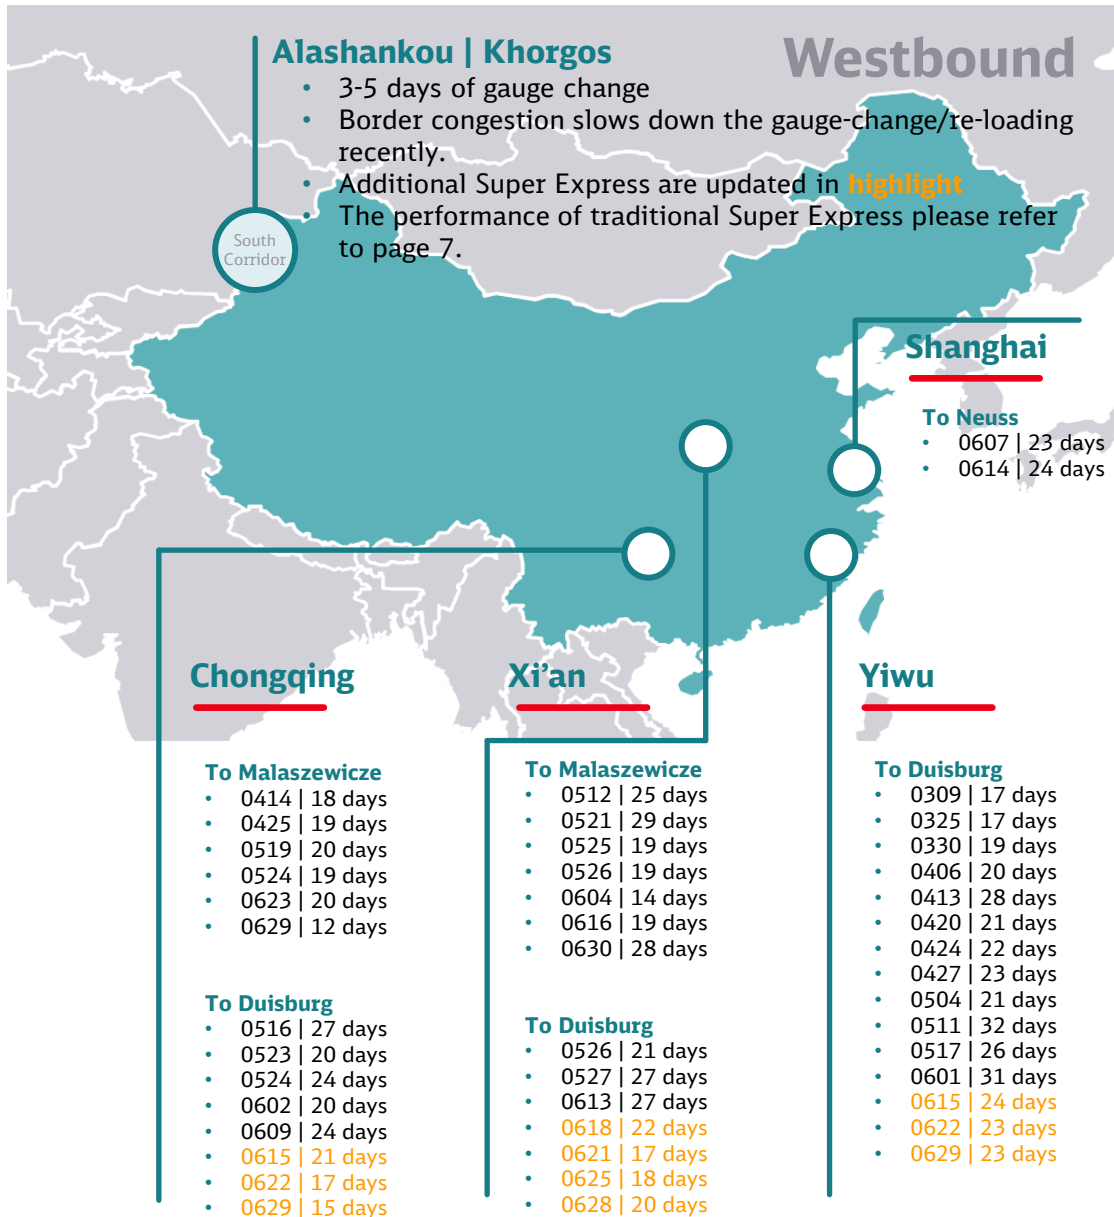 Westbound
Alashankou | Khorgos
• 3-5 days of gauge change
• Border congestion slows down the gauge-change/re-loading
recently.
• Additional Super Express are updated in highlight
• The performance of traditional Super Express please refer
to page 7.
South
Corridor
Shanghai
To Neuss
• 0607 | 23 days
• 0614 | 24 days
Chongqing
To Malaszewicze
• 0414 | 18 days
• 0425 | 19 days
• 0519 | 20 days
• 0524 | 19 days
• 0623 | 20 days
• 0629 | 12 days
To Duisburg
• 0516 | 27 days
• 0523 | 20 days
• 0524 | 24 days
• 0602 | 20 days
• 0609 | 24 days
• 0615 | 21 days
• 0622 | 17 days
• 0629 | 15 days
Xi’an
To Malaszewicze
• 0512 | 25 days
• 0521 | 29 days
• 0525 | 19 days
• 0526 | 19 days
• 0604 | 14 days
• 0616 | 19 days
• 0630 | 28 days
To Duisburg
• 0526 | 21 days
• 0527 | 27 days
• 0613 | 27 days
• 0618 | 22 days
• 0621 | 17 days
• 0625 | 18 days
• 0628 | 20 days
Yiwu
To Duisburg
• 0309 | 17 days
• 0325 | 17 days
• 0330 | 19 days
• 0406 | 20 days
• 0413 | 28 days
• 0420 | 21 days
• 0424 | 22 days
• 0427 | 23 days
• 0504 | 21 days
• 0511 | 32 days
• 0517 | 26 days
• 0601 | 31 days
• 0615 | 24 days
• 0622 | 23 days
• 0629 | 23 days